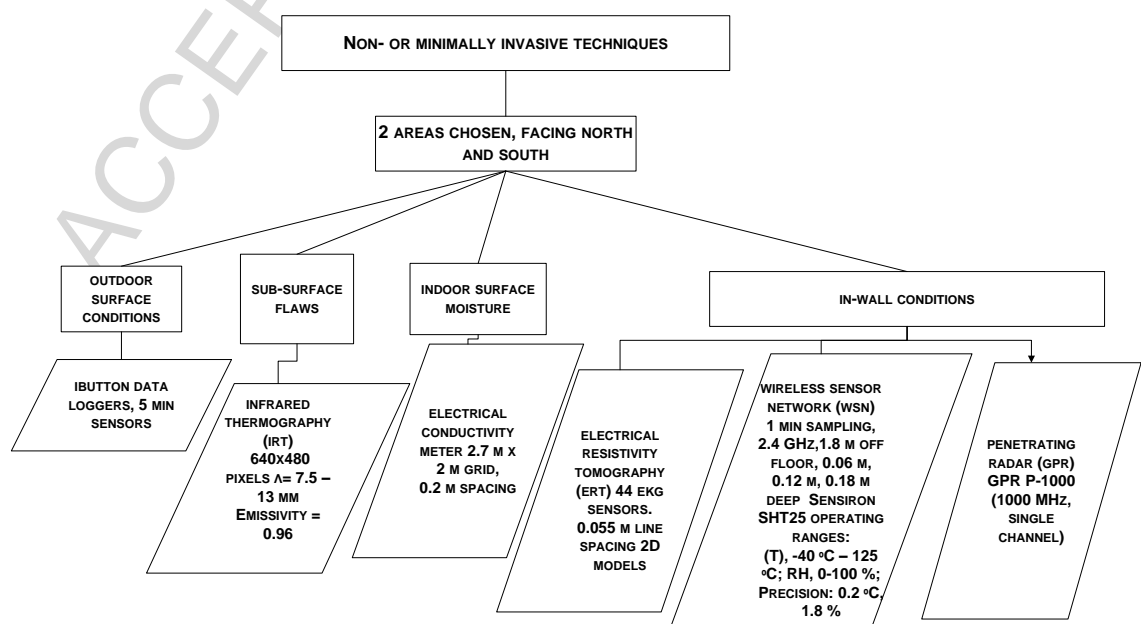 ACCEP
NON- OR MINIMALLY INVASIVE TECHNIQUES
2 AREAS CHOSEN, FACING NORTH
AND SOUTH
OUTDOOR
SURFACE
CONDITIONS
SUB-SURFACE
FLAWS
INDOOR SURFACE
MOISTURE
IN-WALL CONDITIONS
IBUTTON DATA
LOGGERS, 5 MIN
SENSORS
INFRARED
THERMOGRAPHY
(IRT)
640X480
PIXELS Λ= 7.5 –
13 MM
EMISSIVITY =
0.96
ELECTRICAL
CONDUCTIVITY
METER 2.7 M X
2 M GRID,
0.2 M SPACING
ELECTRICAL
RESISTIVITY
TOMOGRAPHY
(ERT) 44 EKG
SENSORS.
0.055 M LINE
SPACING 2D
MODELS
WIRELESS SENSOR
NETWORK (WSN)
1 MIN SAMPLING,
2.4 GHZ,1.8 M OFF
FLOOR, 0.06 M,
0.12 M, 0.18 M
DEEP SENSIRON
SHT25 OPERATING
RANGES:
(T), -40 ºC – 125
ºC; RH, 0-100 %;
PRECISION: 0.2 ºC,
1.8 %
PENETRATING
RADAR (GPR)
GPR P-1000
(1000 MHZ,
SINGLE
CHANNEL)